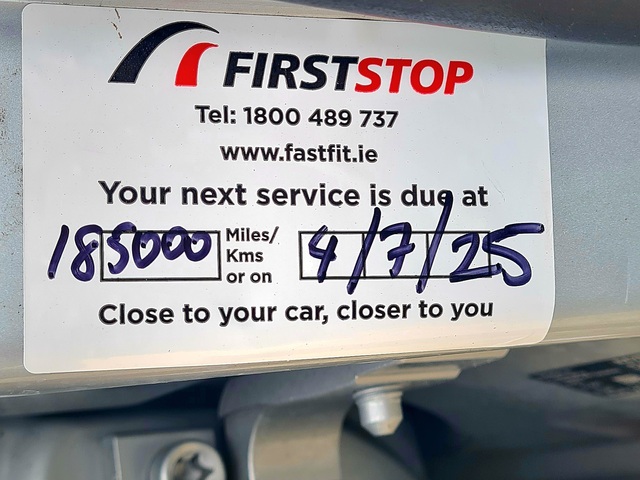 FIRSTSTOP
Tel: 1800 489 737
www.fastfit.ie
Your next service is due at
185000 Miles/ Kms or on 4/7/25
Close to your car, closer to you